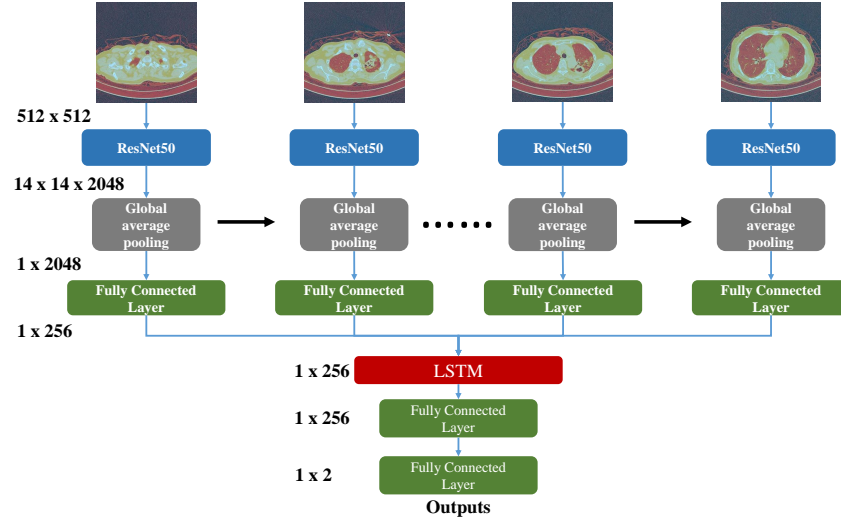 512 x 512
ResNet50
ResNet50
ResNet50
ResNet50
14 x 14 x 2048
Global
average
pooling
Global
average
pooling
Global
average
pooling
Global
average
pooling
1 x 2048
Fully Connected
Layer
Fully Connected
Layer
Fully Connected
Layer
Fully Connected
Layer
1 x 256
1 x 256
LSTM
1 x 256
Fully Connected
Layer
1 x 2
Fully Connected
Layer
Outputs